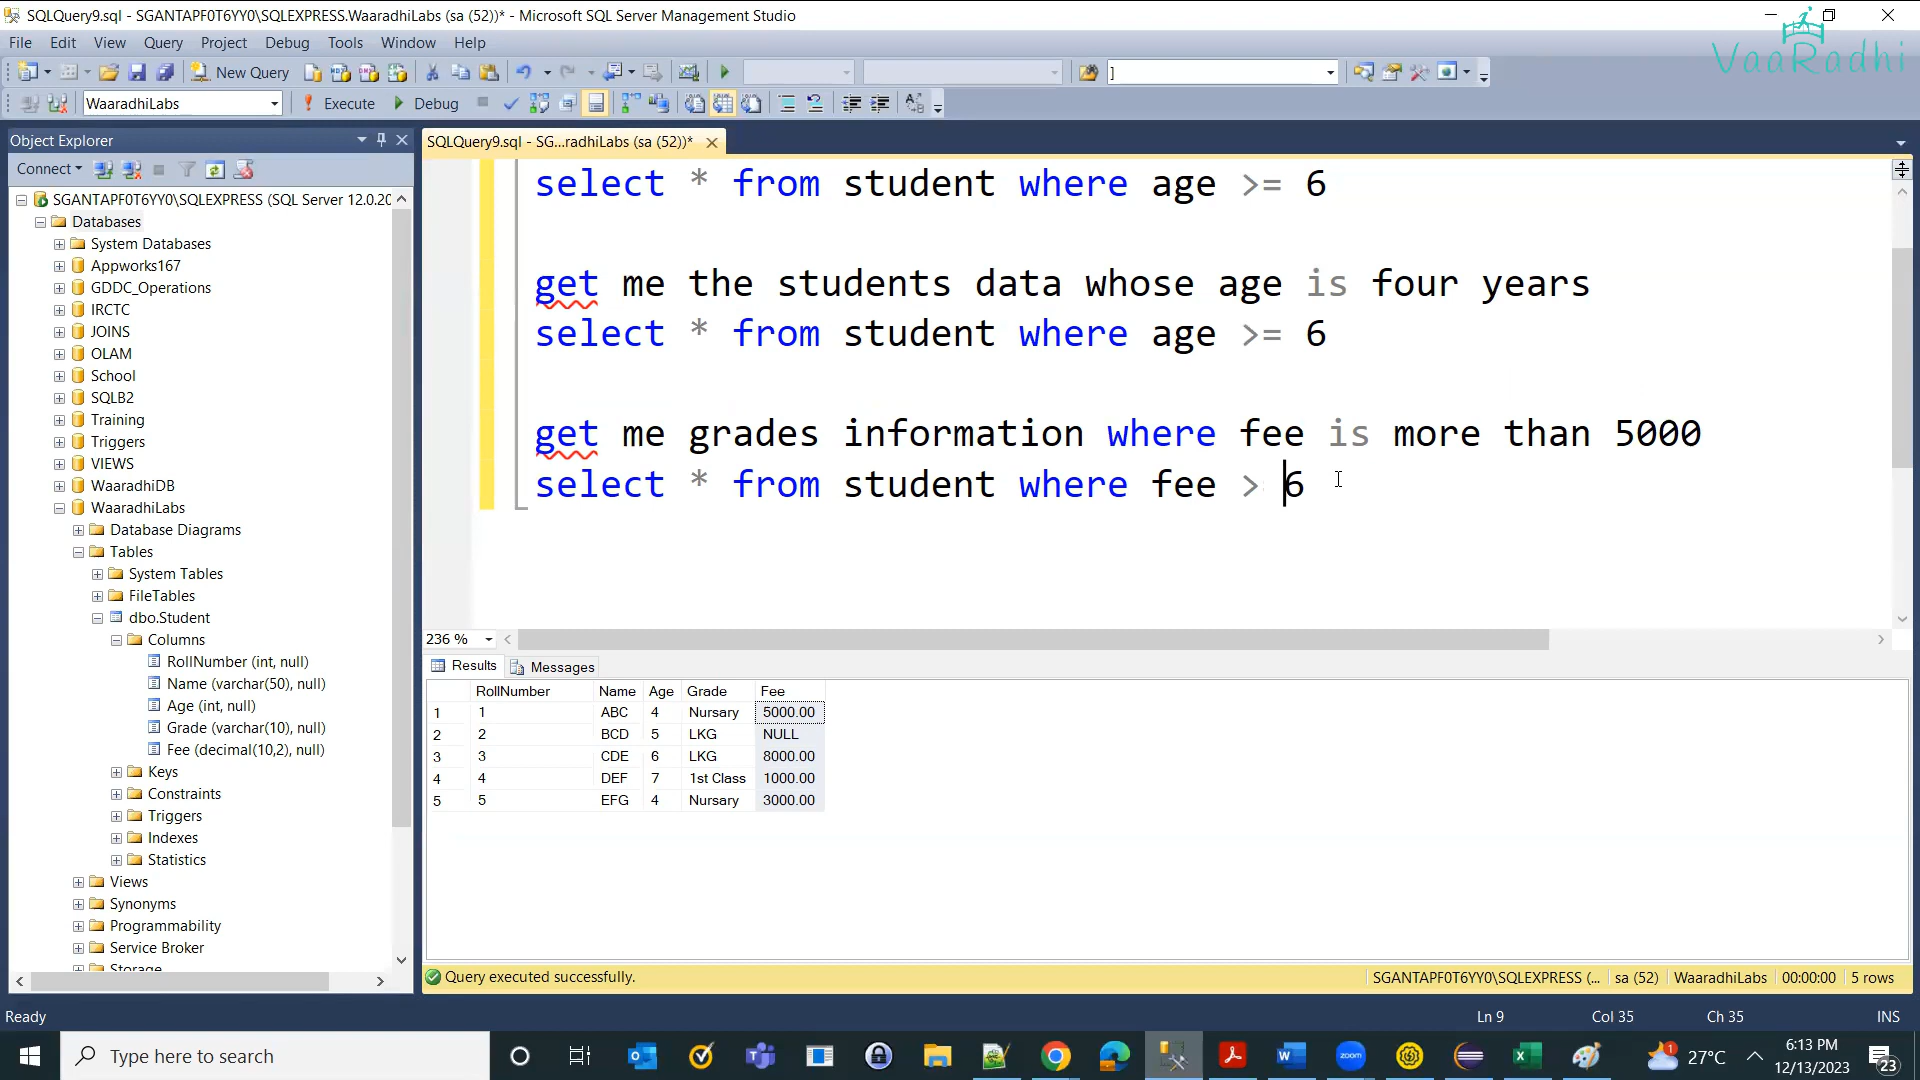 SQLQuery9.sql - SGANTAPF0T6YY0\SQLEXPRESS.WaaradhiLabs (sa (52))* - Microsoft SQL Server Management Studio
VaaRadhi
File Edit View Query Project Debug Tools Window Help
New Query ]
WaaradhiLabs Execute Debug
Object Explorer
SQLQuery9.sql - SG...radhiLabs (sa (52))*
Connect
SGANTAPF0T6YY0\SQLEXPRESS (SQL Server 12.0.20
Databases
System Databases
Appworks167
GDDC_Operations
IRCTC
JOINS
OLAM
School
SQLB2
Training
Triggers
VIEWS
WaaradhiDB
WaaradhiLabs
Database Diagrams
Tables
System Tables
FileTables
dbo.Student
Columns
RollNumber (int, null)
Name (varchar(50), null)
Age (int, null)
Grade (varchar(10), null)
Fee (decimal(10,2), null)
Keys
Constraints
Triggers
Indexes
Statistics
Views
Synonyms
Programmability
Service Broker
Storage
select * from student where age >= 6
get me the students data whose age is four years
select * from student where age >= 6
get me grades information where fee is more than 5000
select * from student where fee > 6
236 %
Results Messages
RollNumber Name Age Grade Fee
1 1 ABC 4 Nursary 5000.00
2 2 BCD 5 LKG NULL
3 3 CDE 6 LKG 8000.00
4 4 DEF 7 1st Class 1000.00
5 5 EFG 4 Nursary 3000.00
Query executed successfully. SGANTAPF0T6YY0\SQLEXPRESS (... sa (52) WaaradhiLabs 00:00:00 5 rows
Ready Ln 9 Col 35 Ch 35 INS
Type here to search zoom 1 27°C 6:13 PM
12/13/2023 23